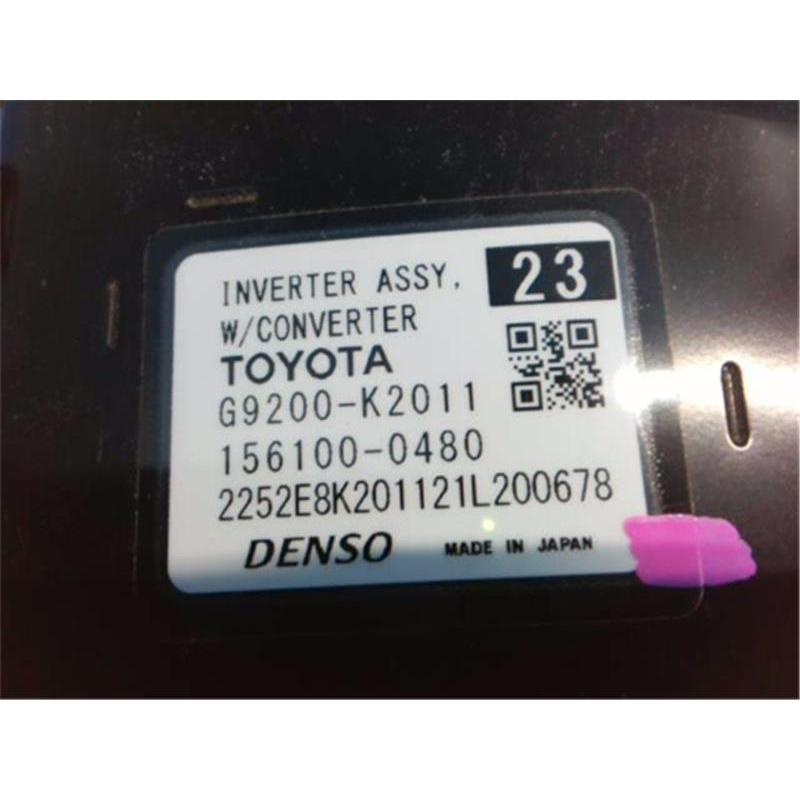 INVERTER ASSY, 23
W/CONVERTER
TOYOTA
G9200-K2011
156100-0480
2252E8K201121L200678
DENSO MADE IN JAPAN